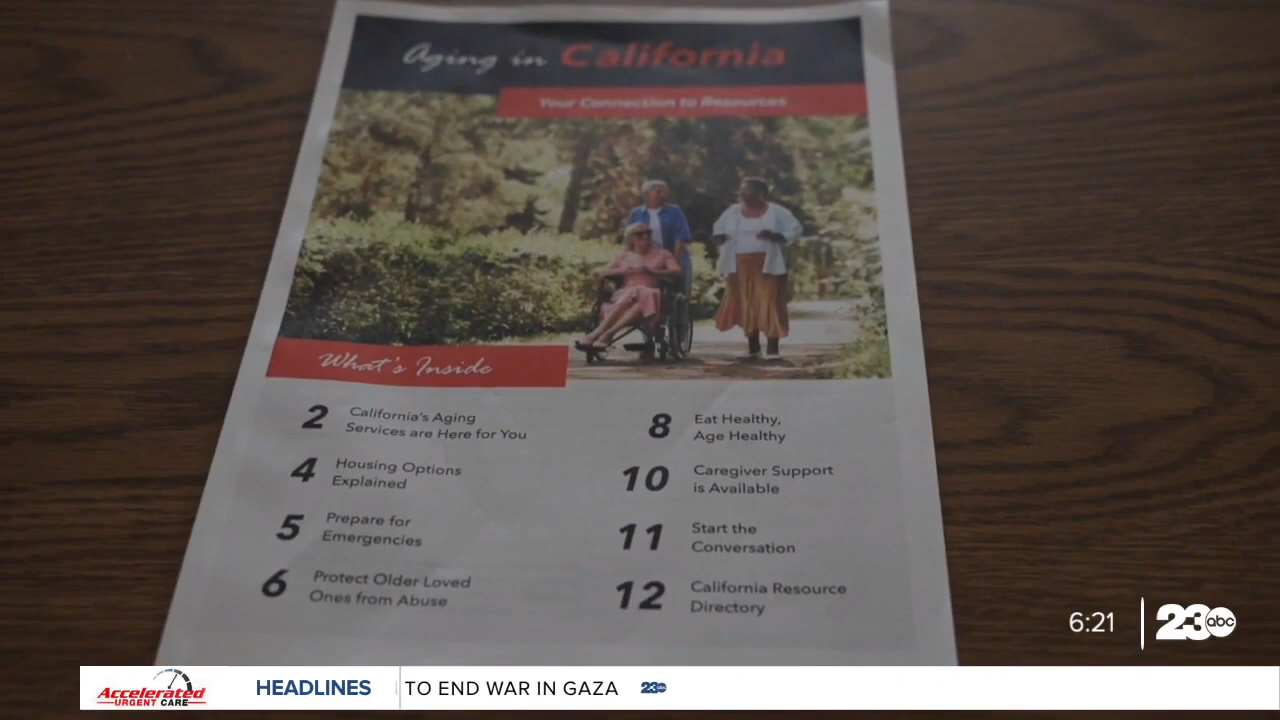 Aging in California
Your Connection to Resources
What's Inside
2 California's Aging
Services are Here for You
4 Housing Options
Explained
5 Prepare for
Emergencies
6 Protect Older Loved
Ones from Abuse
8 Eat Healthy,
Age Healthy
10 Caregiver Support
is Available
11 Start the
Conversation
12 California Resource
Directory
6:21 23 abc
Accelerated
URGENT CARE
HEADLINES TO END WAR IN GAZA 23